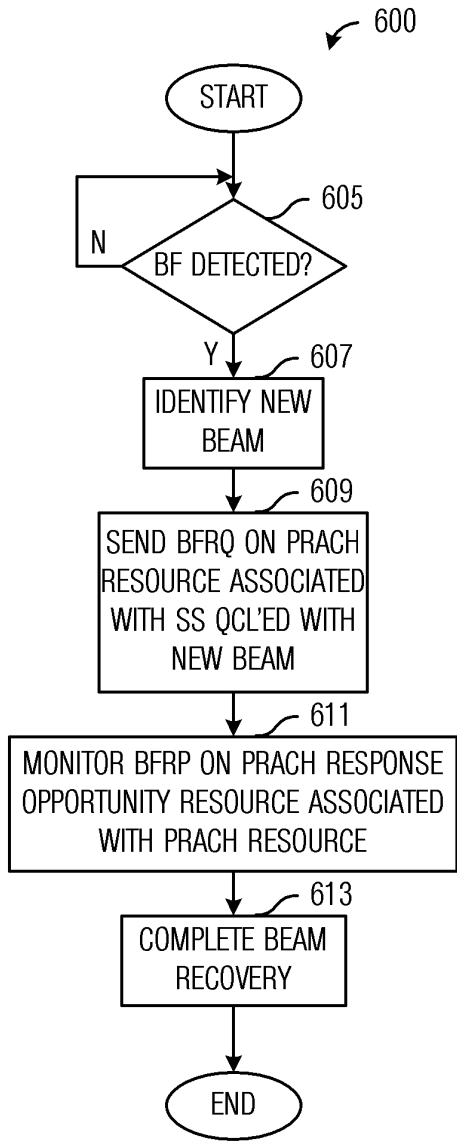 600
START
605
BF DETECTED?
N
Y
607
IDENTIFY NEW
BEAM
609
SEND BFRQ ON PRACH
RESOURCE ASSOCIATED
WITH SS QCL'ED WITH
NEW BEAM
611
MONITOR BFRP ON PRACH RESPONSE
OPPORTUNITY RESOURCE ASSOCIATED
WITH PRACH RESOURCE
613
COMPLETE BEAM
RECOVERY
END